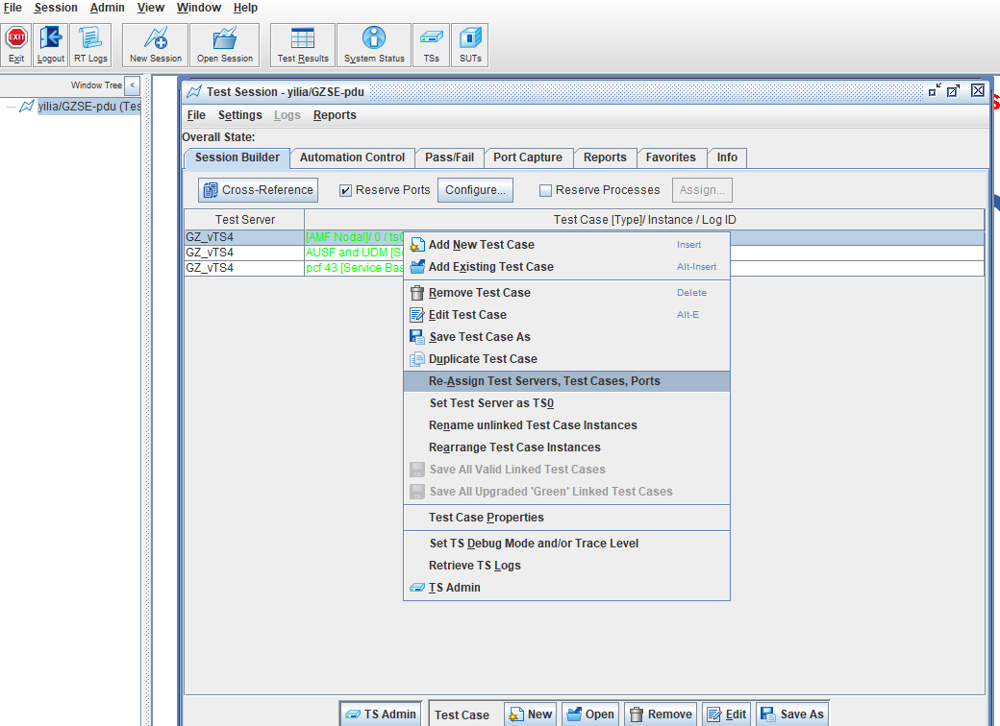 File Session Admin View Window Help
EXIT
Exit Logout RT Logs New Session Open Session Test Results System Status TSs SUTs
Window Tree <
yilia/GZSE-pdu (Tes
Test Session - yilia/GZSE-pdu
File Settings Logs Reports
Overall State:
Session Builder Automation Control Pass/Fail Port Capture Reports Favorites Info
Cross-Reference Reserve Ports Configure... Reserve Processes Assign...
Test Server Test Case [Type]/ Instance / Log ID
GZ_vTS4 [AMF Nodal]/ 0 /
GZ_vTS4 AUSF and UDM
GZ_vTS4 pcf 43 [Service Bas
Add New Test Case Insert
Add Existing Test Case Alt-Insert
Remove Test Case Delete
Edit Test Case Alt-E
Save Test Case As
Duplicate Test Case
Re-Assign Test Servers, Test Cases, Ports
Set Test Server as TS0
Rename unlinked Test Case Instances
Rearrange Test Case Instances
Save All Valid Linked Test Cases
Save All Upgraded 'Green' Linked Test Cases
Test Case Properties
Set TS Debug Mode and/or Trace Level
Retrieve TS Logs
TS Admin
TS Admin Test Case New Open Remove Edit Save As